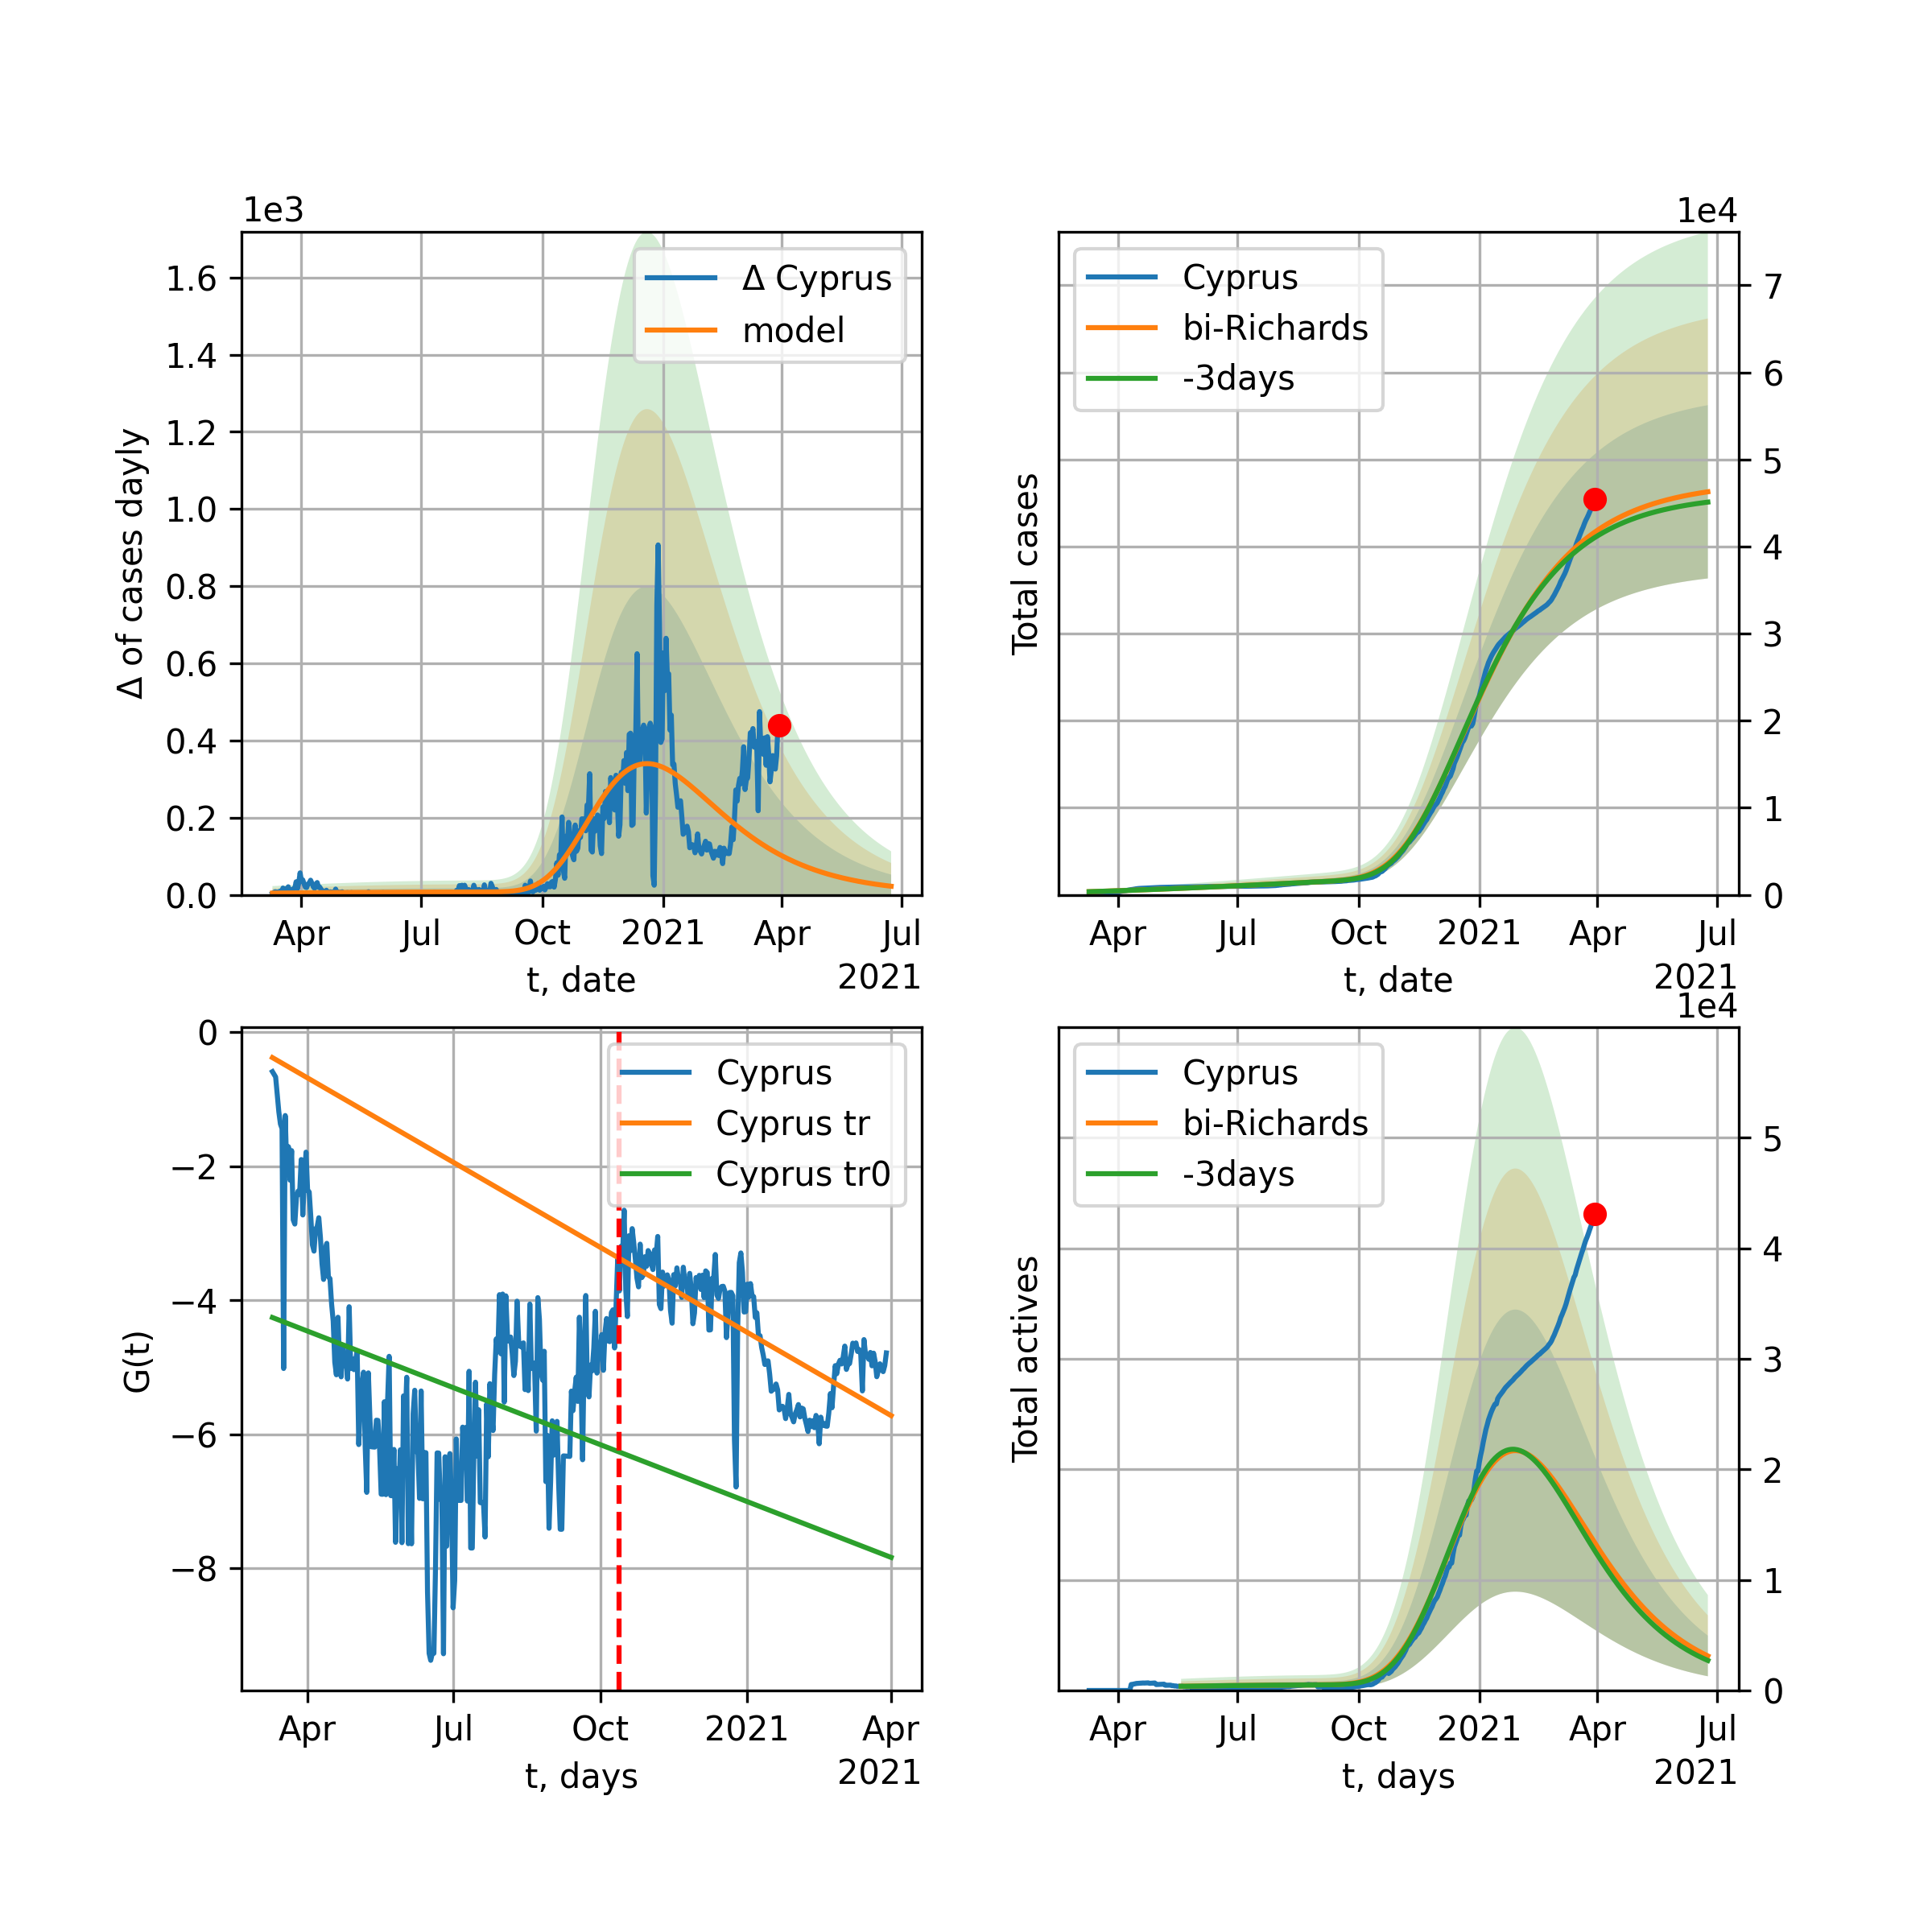 1e3
Δ of cases dayly
1.6
1.4
1.2
1.0
0.8
0.6
0.4
0.2
0.0
Δ Cyprus
model
Apr Jul Oct 2021 Apr Jul
t, date
2021
1e4
Total cases
Cyprus
bi-Richards
-3days
7
6
5
4
3
2
1
0
Apr Jul Oct 2021 Apr Jul
t, date
2021
G(t)
0
−2
−4
−6
−8
Cyprus
Cyprus tr
Cyprus tr0
Apr Jul Oct 2021 Apr
t, days
2021
1e4
Total actives
Cyprus
bi-Richards
-3days
5
4
3
2
1
0
Apr Jul Oct 2021 Apr Jul
t, days
2021